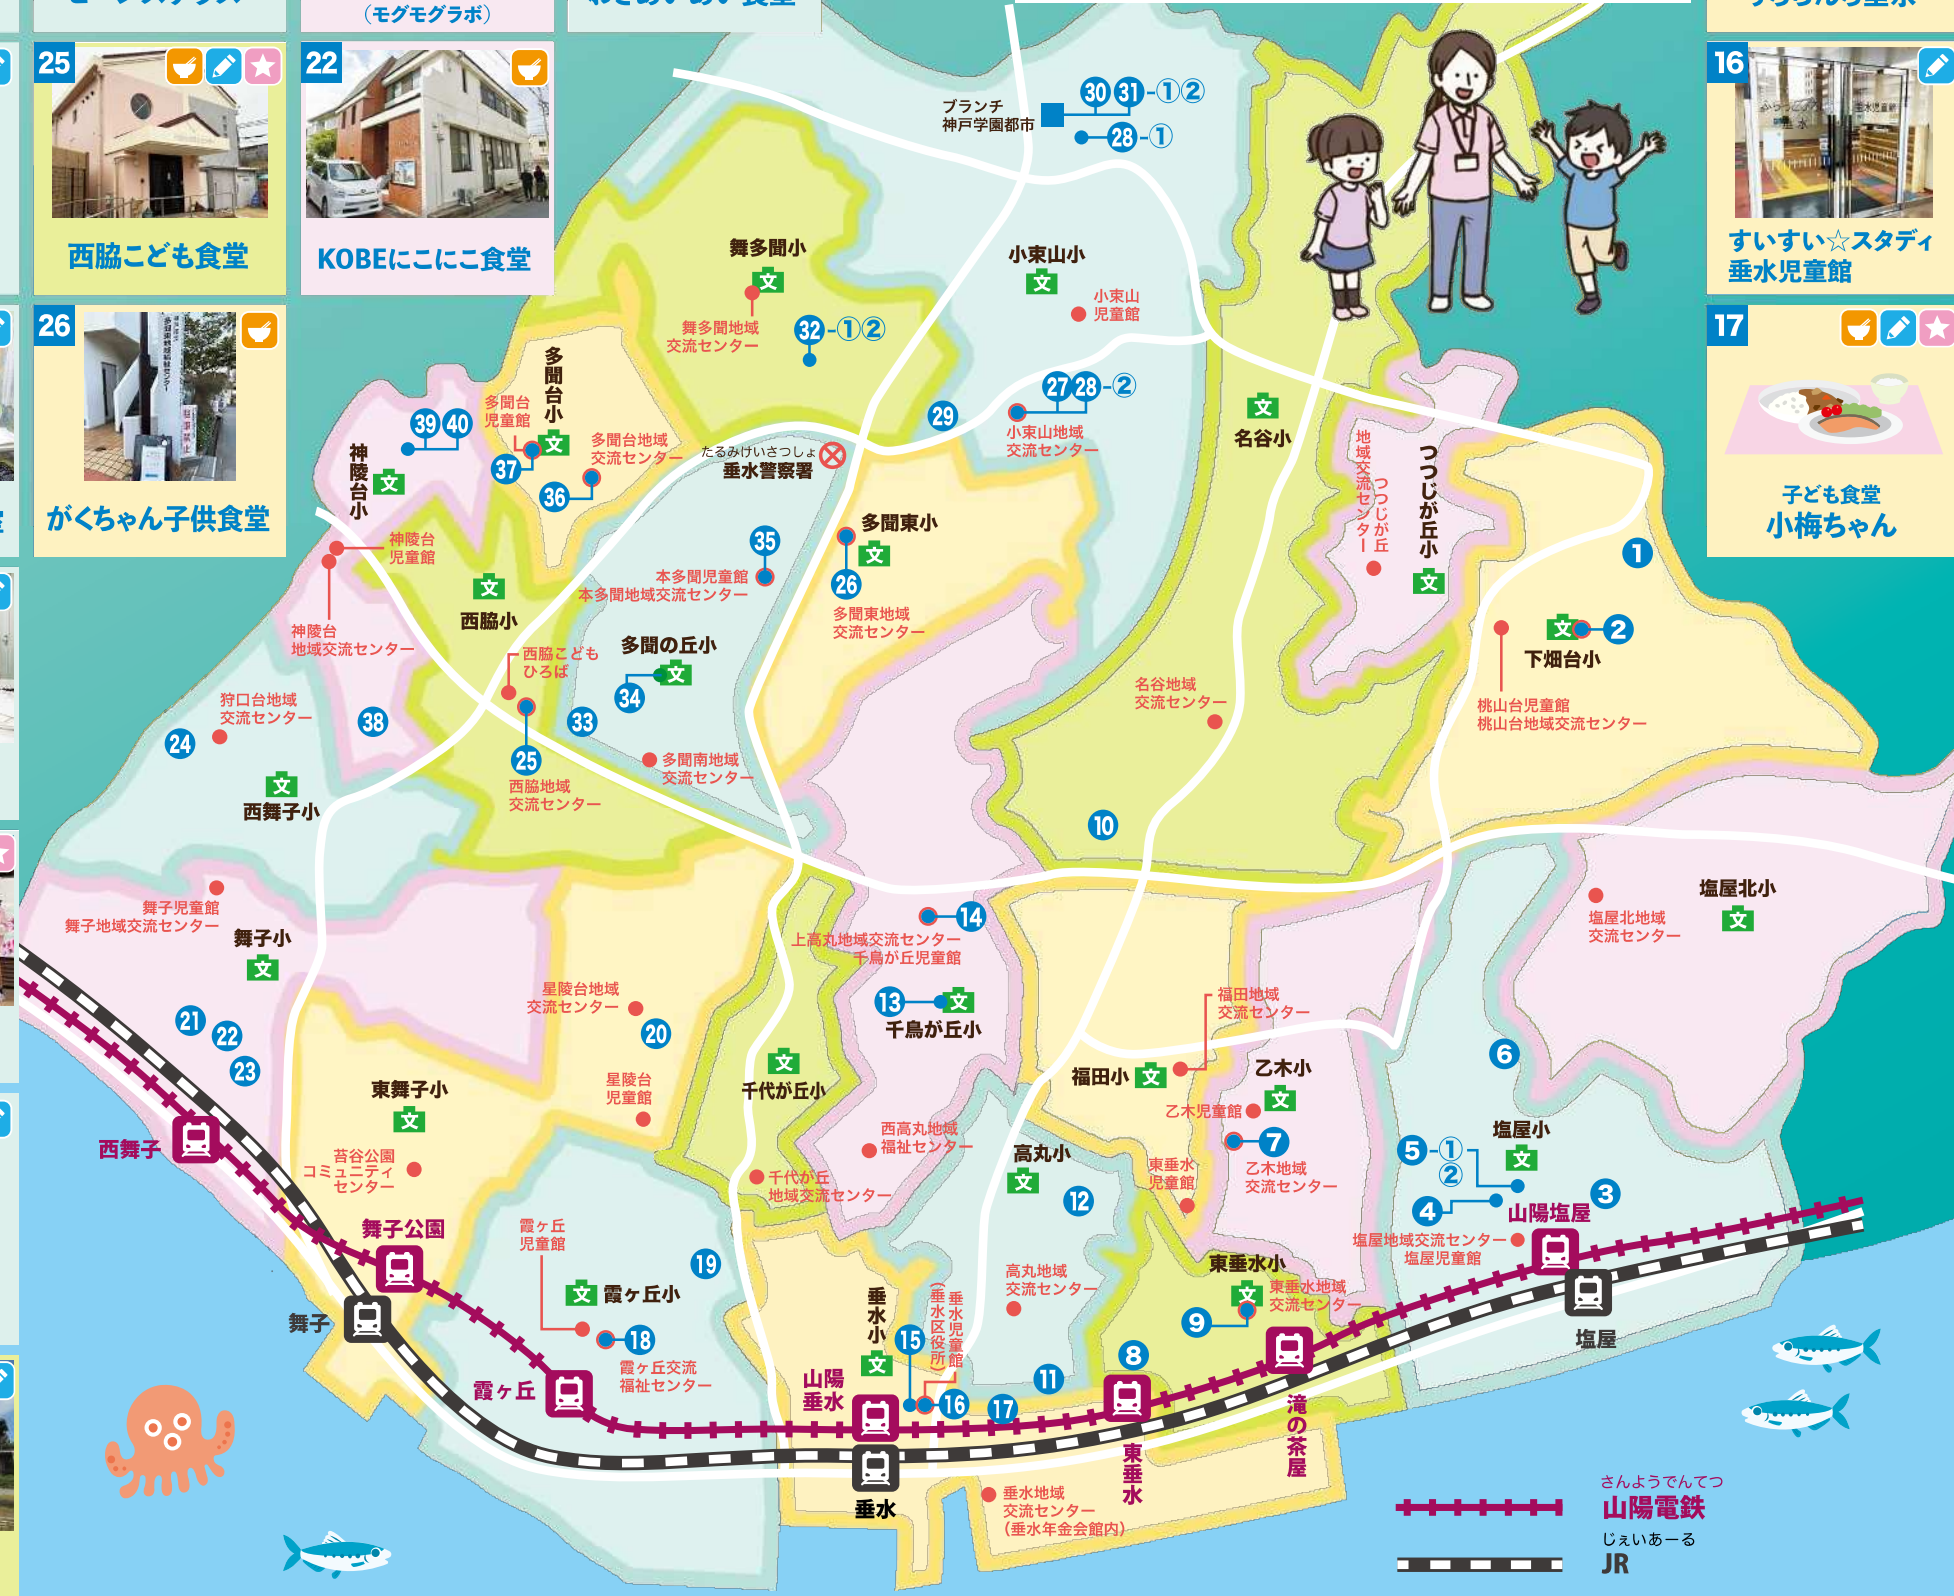 (モグモグラボ)
25
西脇こども食堂
22
KOBEにこにこ食堂
26
がくちゃん子供食堂
16
すいすい☆スタディ
垂水児童館
17
子ども食堂
小梅ちゃん
ブランチ
神戸学園都市
30 31-①②
28-①
舞多聞小
文
舞多聞地域
交流センター
32-①②
小束山小
文
小束山
児童館
27 28-②
小束山地域
交流センター
29
多聞台小
文
多聞台
児童館
37
多聞台地域
交流センター
36
39 40
神陵台小
文
神陵台
児童館
神陵台
地域交流センター
たるみけいさつしょ
垂水警察署
名谷小
文
地域交流センター
つつじが丘
つつじが丘小
文
1
下畑台小
文
2
桃山台児童館
桃山台地域交流センター
多聞東小
文
26
多聞東地域
交流センター
35
本多聞児童館
本多聞地域交流センター
西脇小
文
西脇こども
ひろば
25
西脇地域
交流センター
多聞の丘小
文
34
33
多聞南地域
交流センター
38
狩口台地域
交流センター
24
西舞子小
文
名谷地域
交流センター
10
舞子児童館
舞子地域交流センター
舞子小
文
21
22
23
星陵台地域
交流センター
20
星陵台
児童館
14
上高丸地域交流センター
千鳥が丘児童館
13
千鳥が丘小
文
千代が丘小
文
千代が丘
地域交流センター
西高丸地域
福祉センター
福田地域
交流センター
福田小
文
乙木小
文
乙木児童館
7
乙木地域
交流センター
塩屋北小
文
塩屋北地域
交流センター
6
塩屋小
文
5-①
②
4
3
塩屋地域交流センター
塩屋児童館
山陽塩屋
塩屋
東舞子小
文
苔谷公園
コミュニティ
センター
西舞子
舞子公園
舞子
霞ヶ丘
児童館
霞ヶ丘小
文
18
霞ヶ丘交流
福祉センター
19
霞ヶ丘
高丸小
文
12
高丸地域
交流センター
11
東垂水
児童館
東垂水小
文
東垂水地域
交流センター
9
8
東垂水
滝の茶屋
垂水小
文
15
垂水児童館
(垂水区役所)
16
17
山陽
垂水
垂水
垂水地域
交流センター
(垂水年金会館内)
さんようでんてつ
山陽電鉄
じぇいあーる
JR